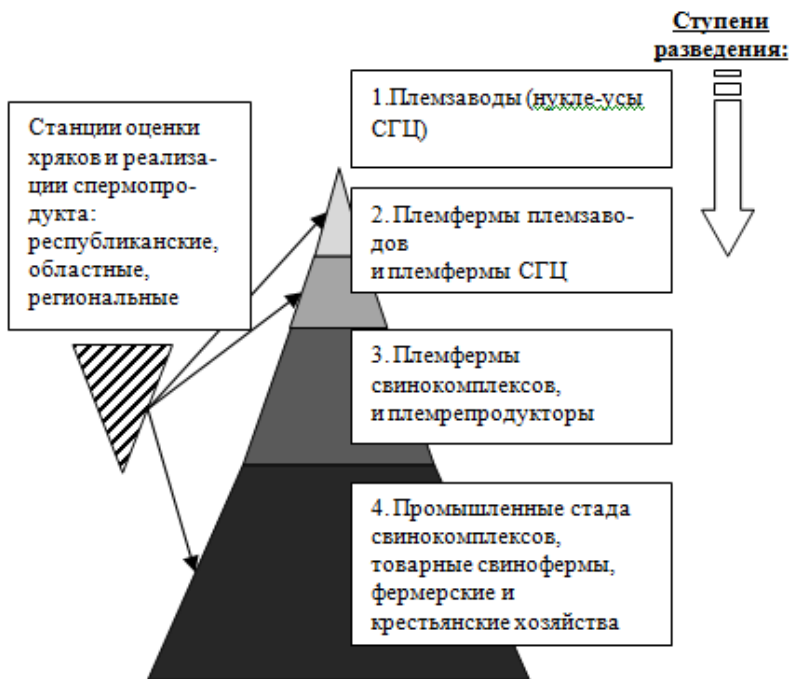 Ступени
разведения:
1.Племзаводы (нукле-усы
СГЦ)
Станции оценки
хряков и реализа-
ции спермопро-
дукта:
республиканские,
областные,
региональные
2. Племфермы племзаво-
дов
и племфермы СГЦ
3. Племфермы
свинокомплексов,
и племрепродукторы
4. Промышленные стада
свинокомплексов,
товарные свинофермы,
фермерские и
крестьянские хозяйства